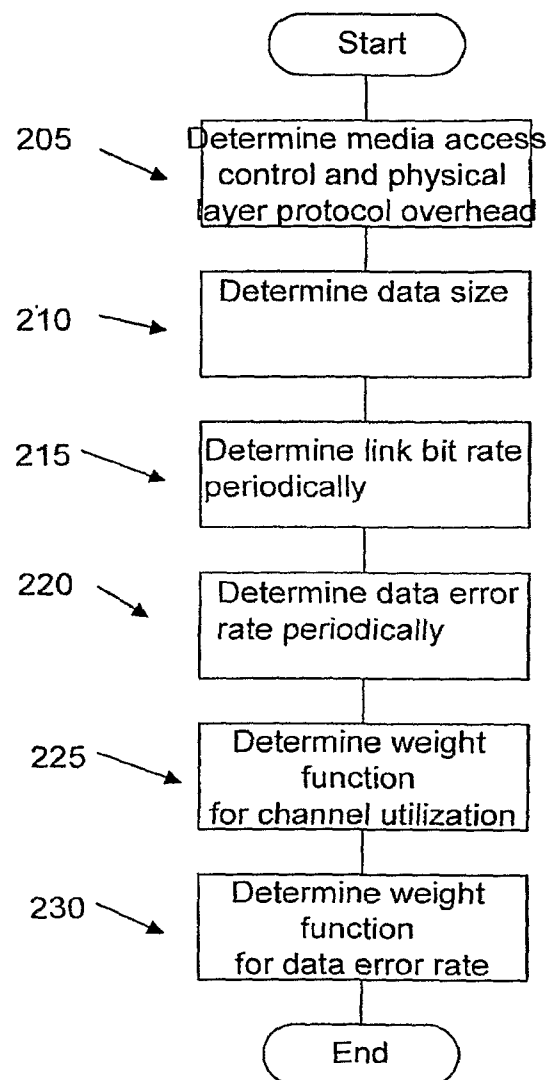 Start
205
Determine media access
control and physical
layer protocol overhead
210
Determine data size
215
Determine link bit rate
periodically
220
Determine data error
rate periodically
225
Determine weight
function
for channel utilization
230
Determine weight
function
for data error rate
End